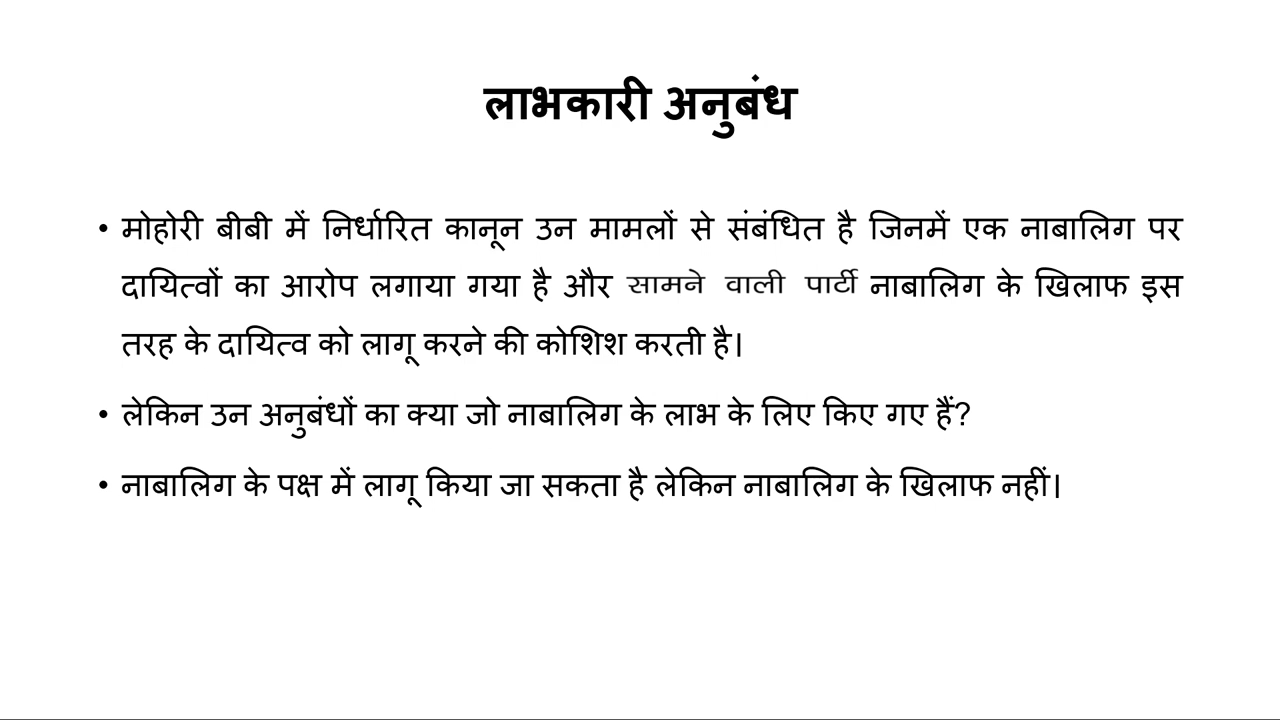 लाभकारी अनुबंध
• मोहोरी बीबी में निर्धारित कानून उन मामलों से संबंधित है जिनमें एक नाबालिग पर
दायित्वों का आरोप लगाया गया है और सामने वाली पार्टी नाबालिग के खिलाफ इस
तरह के दायित्व को लागू करने की कोशिश करती है।
• लेकिन उन अनुबंधों का क्या जो नाबालिग के लाभ के लिए किए गए हैं?
• नाबालिग के पक्ष में लागू किया जा सकता है लेकिन नाबालिग के खिलाफ नहीं।